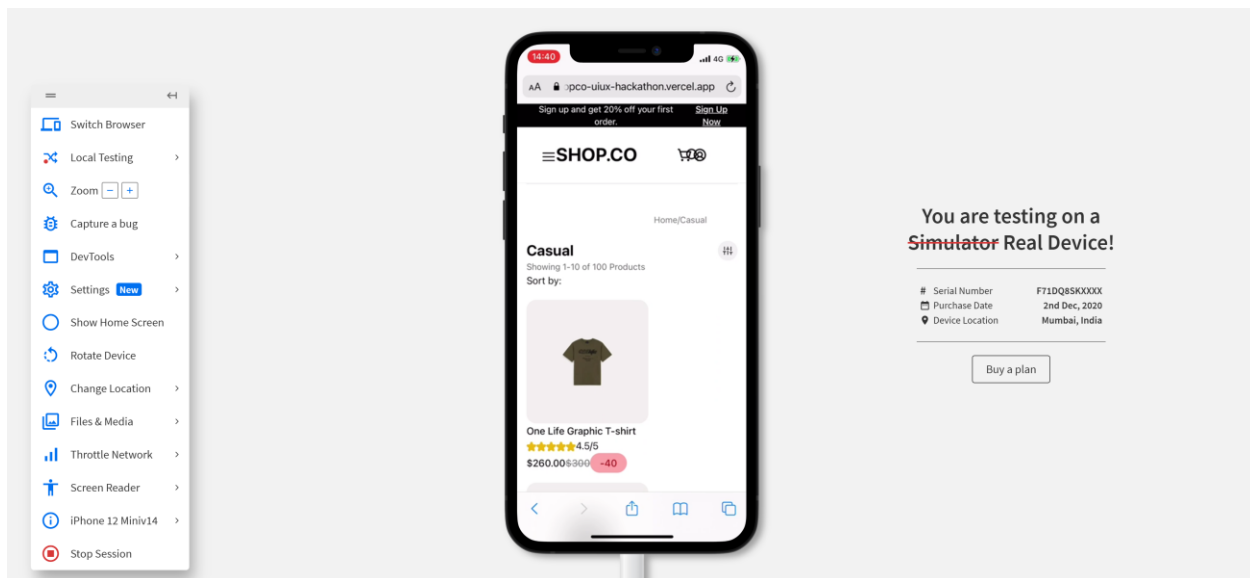 Switch Browser
Local Testing
Zoom - +
Capture a bug
DevTools
Settings New
Show Home Screen
Rotate Device
Change Location
Files & Media
Throttle Network
Screen Reader
iPhone 12 Miniv14
Stop Session
14:40
4G
AA opco-uiux-hackathon.vercel.app
Sign up and get 20% off your first order.
Sign Up Now
SHOP.CO
Home/Casual
Casual
Showing 1-10 of 100 Products
Sort by:
One Life Graphic T-shirt
4.5/5
$260.00 $300 -40
You are testing on a
Simulator Real Device!
# Serial Number F71DQ8SKXXXX
Purchase Date 2nd Dec, 2020
Device Location Mumbai, India
Buy a plan